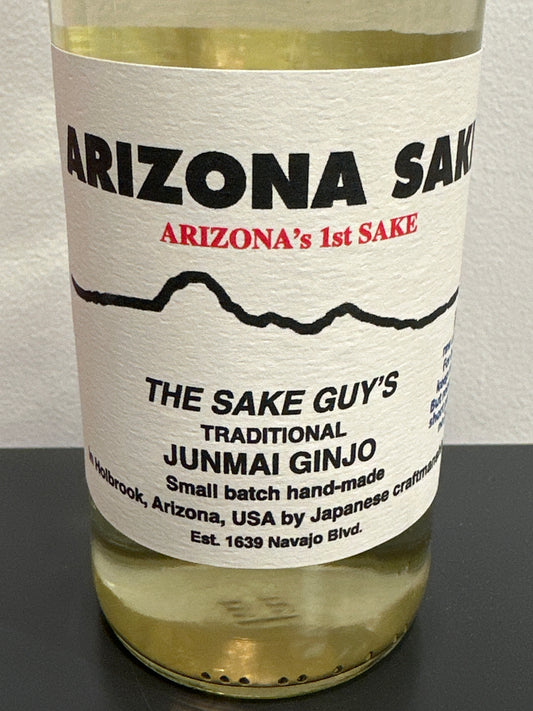 ARIZONA SAK
ARIZONA's 1st SAKE
THE SAKE GUY'S
TRADITIONAL
JUNMAI GINJO
Small batch hand-made
in Holbrook, Arizona, USA by Japanese craftman
Est. 1639 Navajo Blvd.